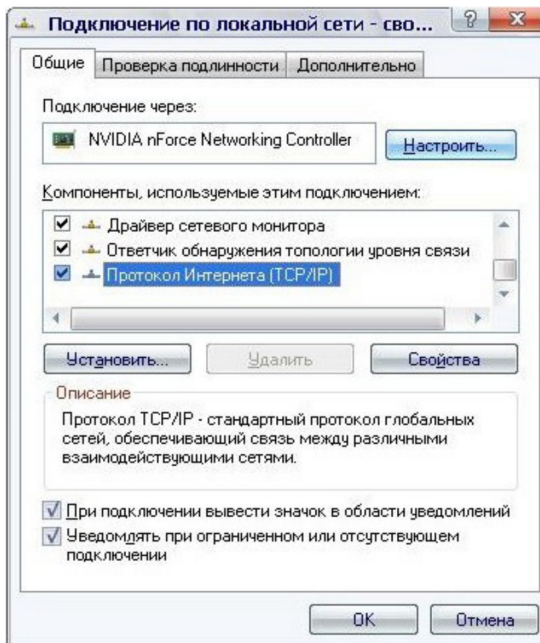 Подключение по локальной сети - сво...
Общие Проверка подлинности Дополнительно
Подключение через:
NVIDIA nForce Networking Controller Настроить...
Компоненты, используемые этим подключением:
Драйвер сетевого монитора
Ответчик обнаружения топологии уровня связи
Протокол Интернета (TCP/IP)
Установить... Удалить Свойства
Описание
Протокол TCP/IP - стандартный протокол глобальных
сетей, обеспечивающий связь между различными
взаимодействующими сетями.
При подключении вывести значок в области уведомлений
Уведомлять при ограниченном или отсутствующем
подключении
OK Отмена